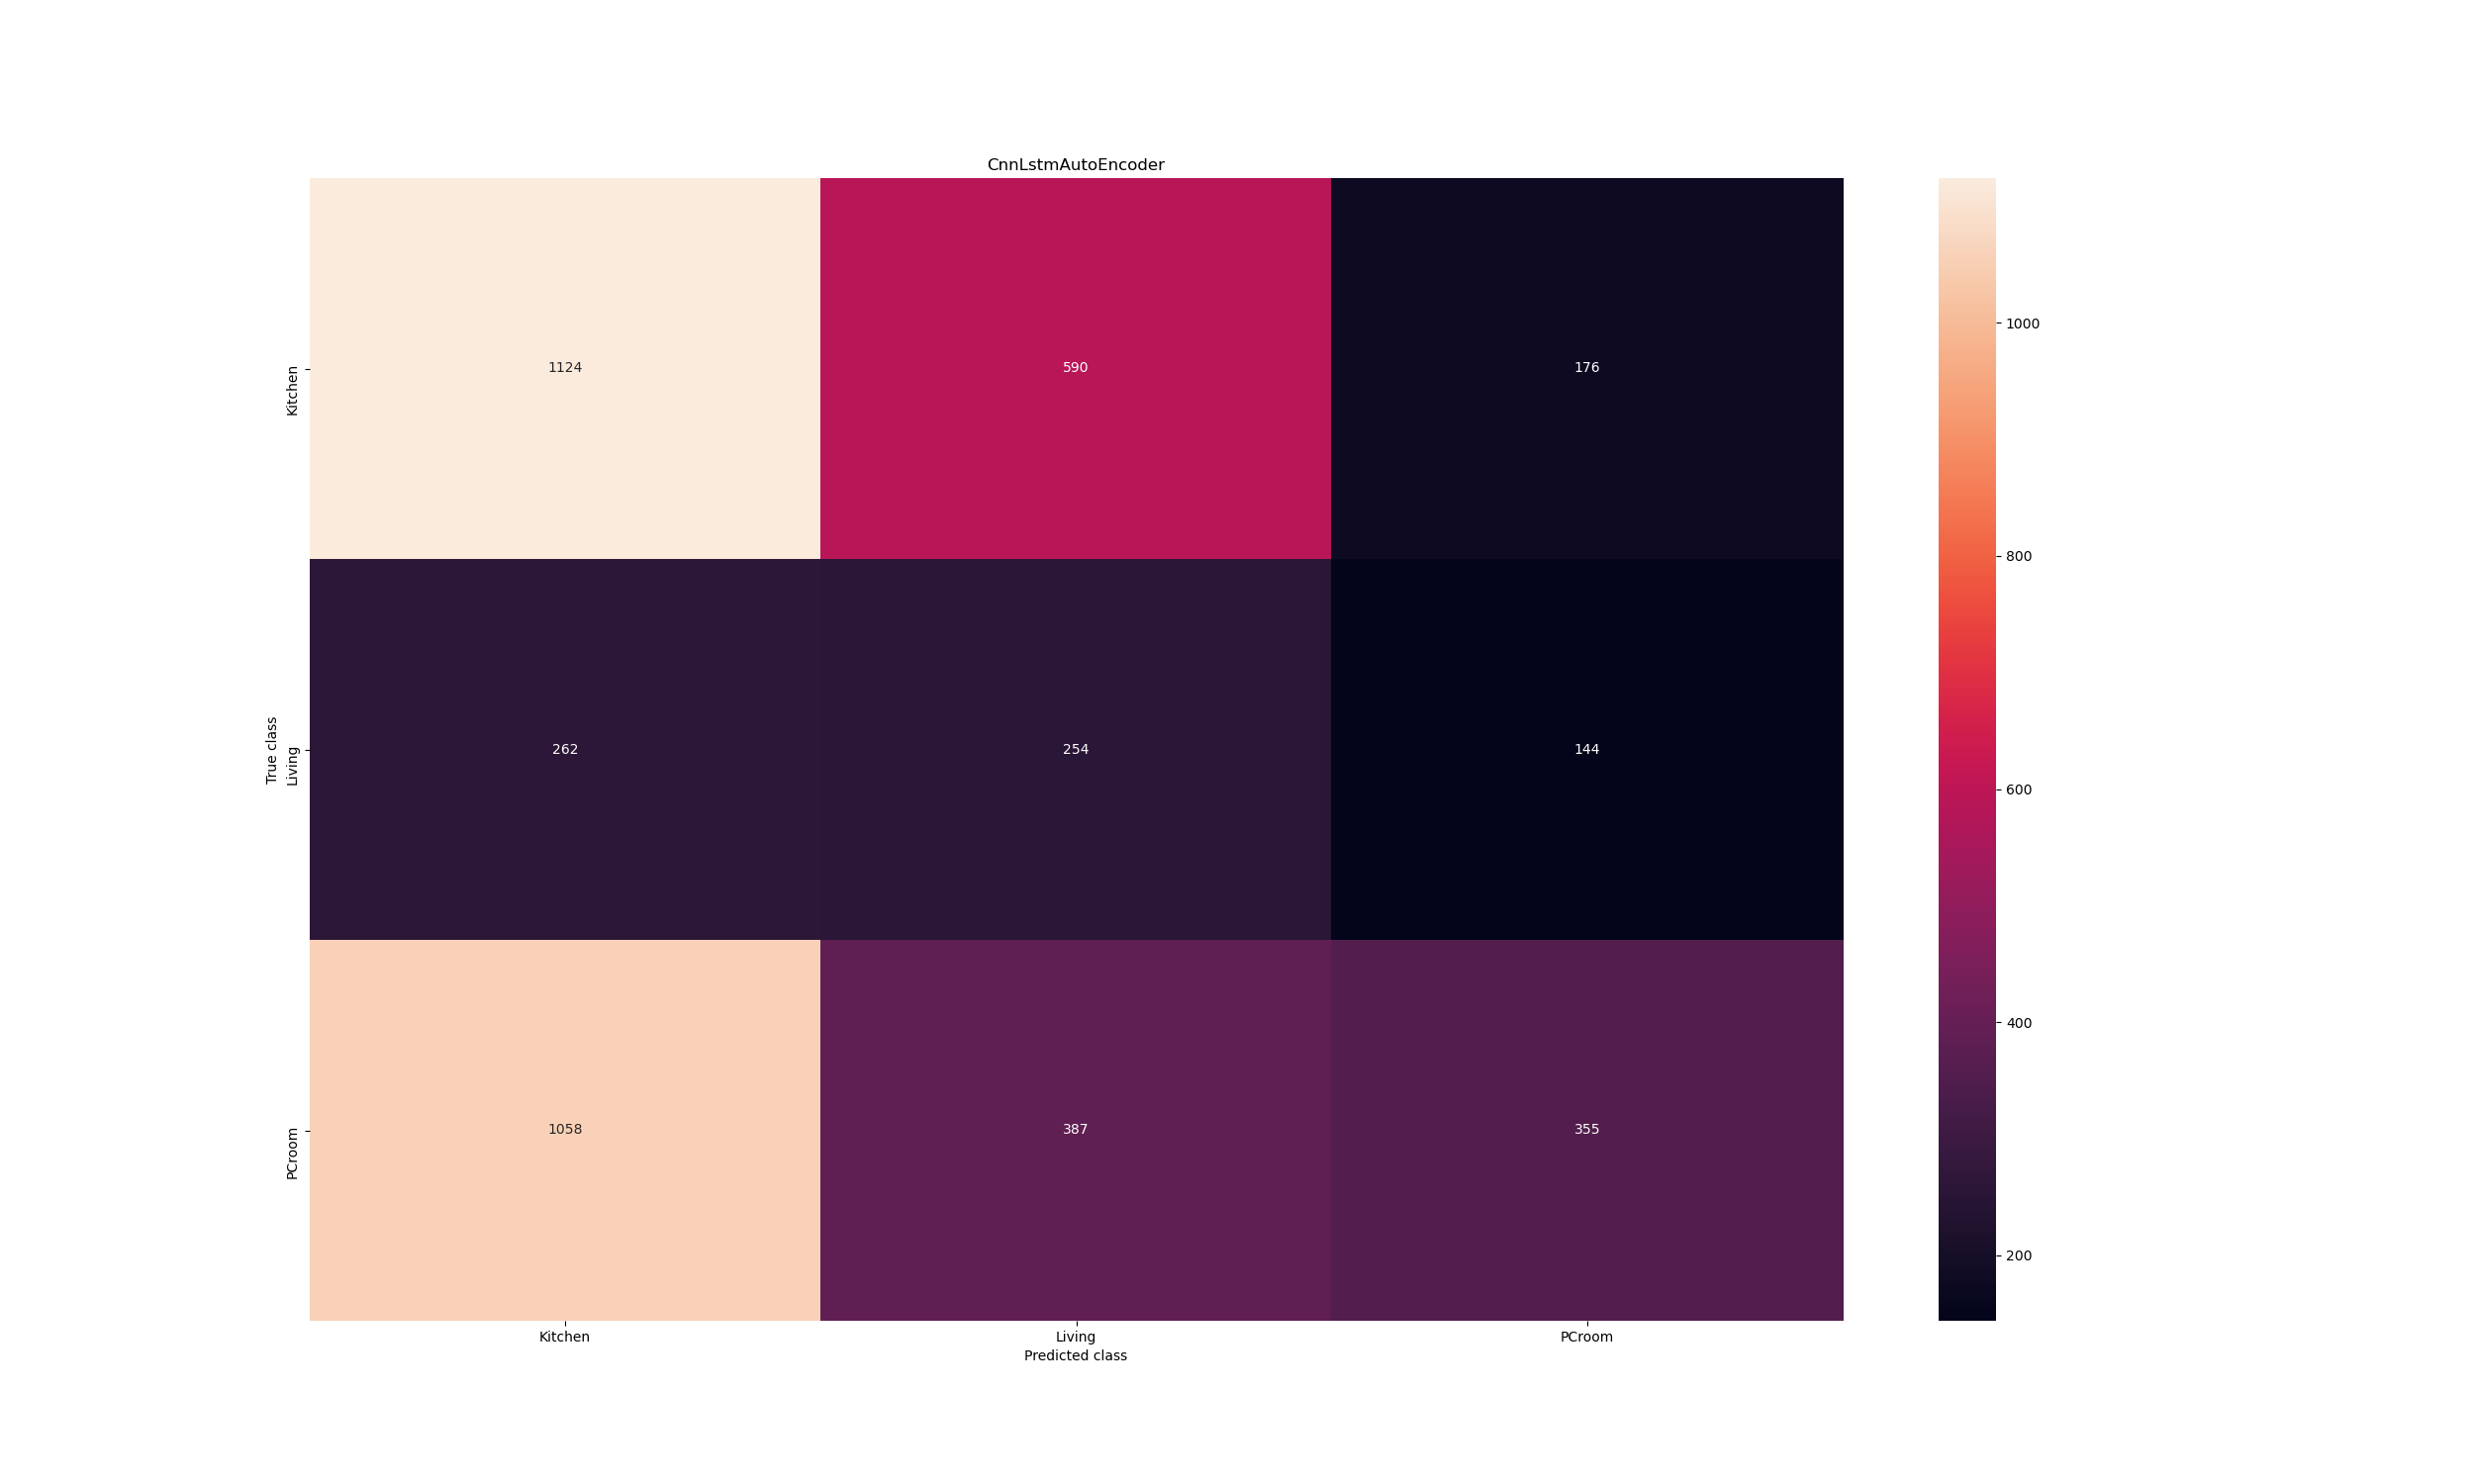 CnnLstmAutoEncoder
Kitchen
1124
590
176
1000
800
True class
Living
262
254
144
600
400
PCroom
1058
387
355
200
Kitchen
Living
PCroom
Predicted class